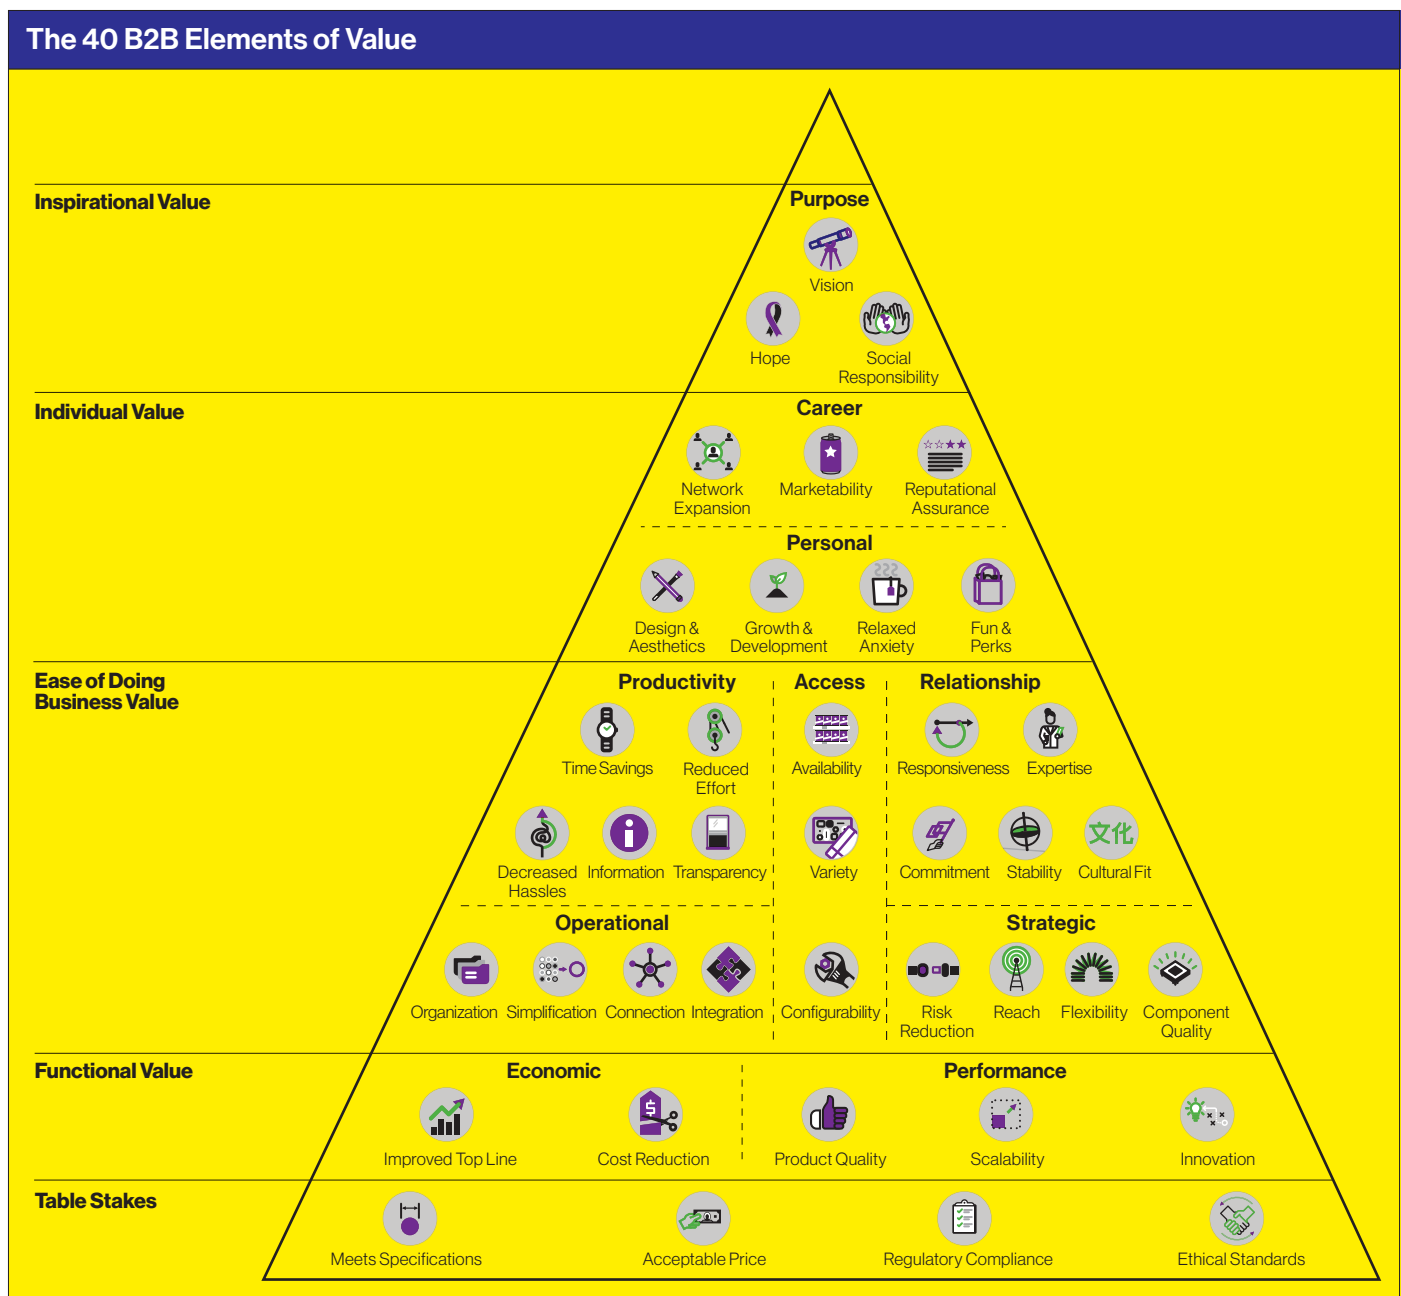 The 40 B2B Elements of Value
Inspirational Value
Purpose
Vision
Hope
Social
Responsibility
Individual Value
Career
Network
Expansion
Marketability
Reputational
Assurance
Personal
Design &
Aesthetics
Growth &
Development
Relaxed
Anxiety
Fun &
Perks
Ease of Doing
Business Value
Productivity
Time Savings
Reduced
Effort
Decreased
Hassles
Information
Transparency
Operational
Organization
Simplification
Connection
Integration
Access
Availability
Variety
Configurability
Relationship
Responsiveness
Expertise
Commitment
Stability
文化
Cultural Fit
Strategic
Risk
Reduction
Reach
Flexibility
Component
Quality
Functional Value
Economic
Improved Top Line
$
Cost Reduction
Performance
Product Quality
Scalability
Innovation
Table Stakes
Meets Specifications
Acceptable Price
Regulatory Compliance
Ethical Standards